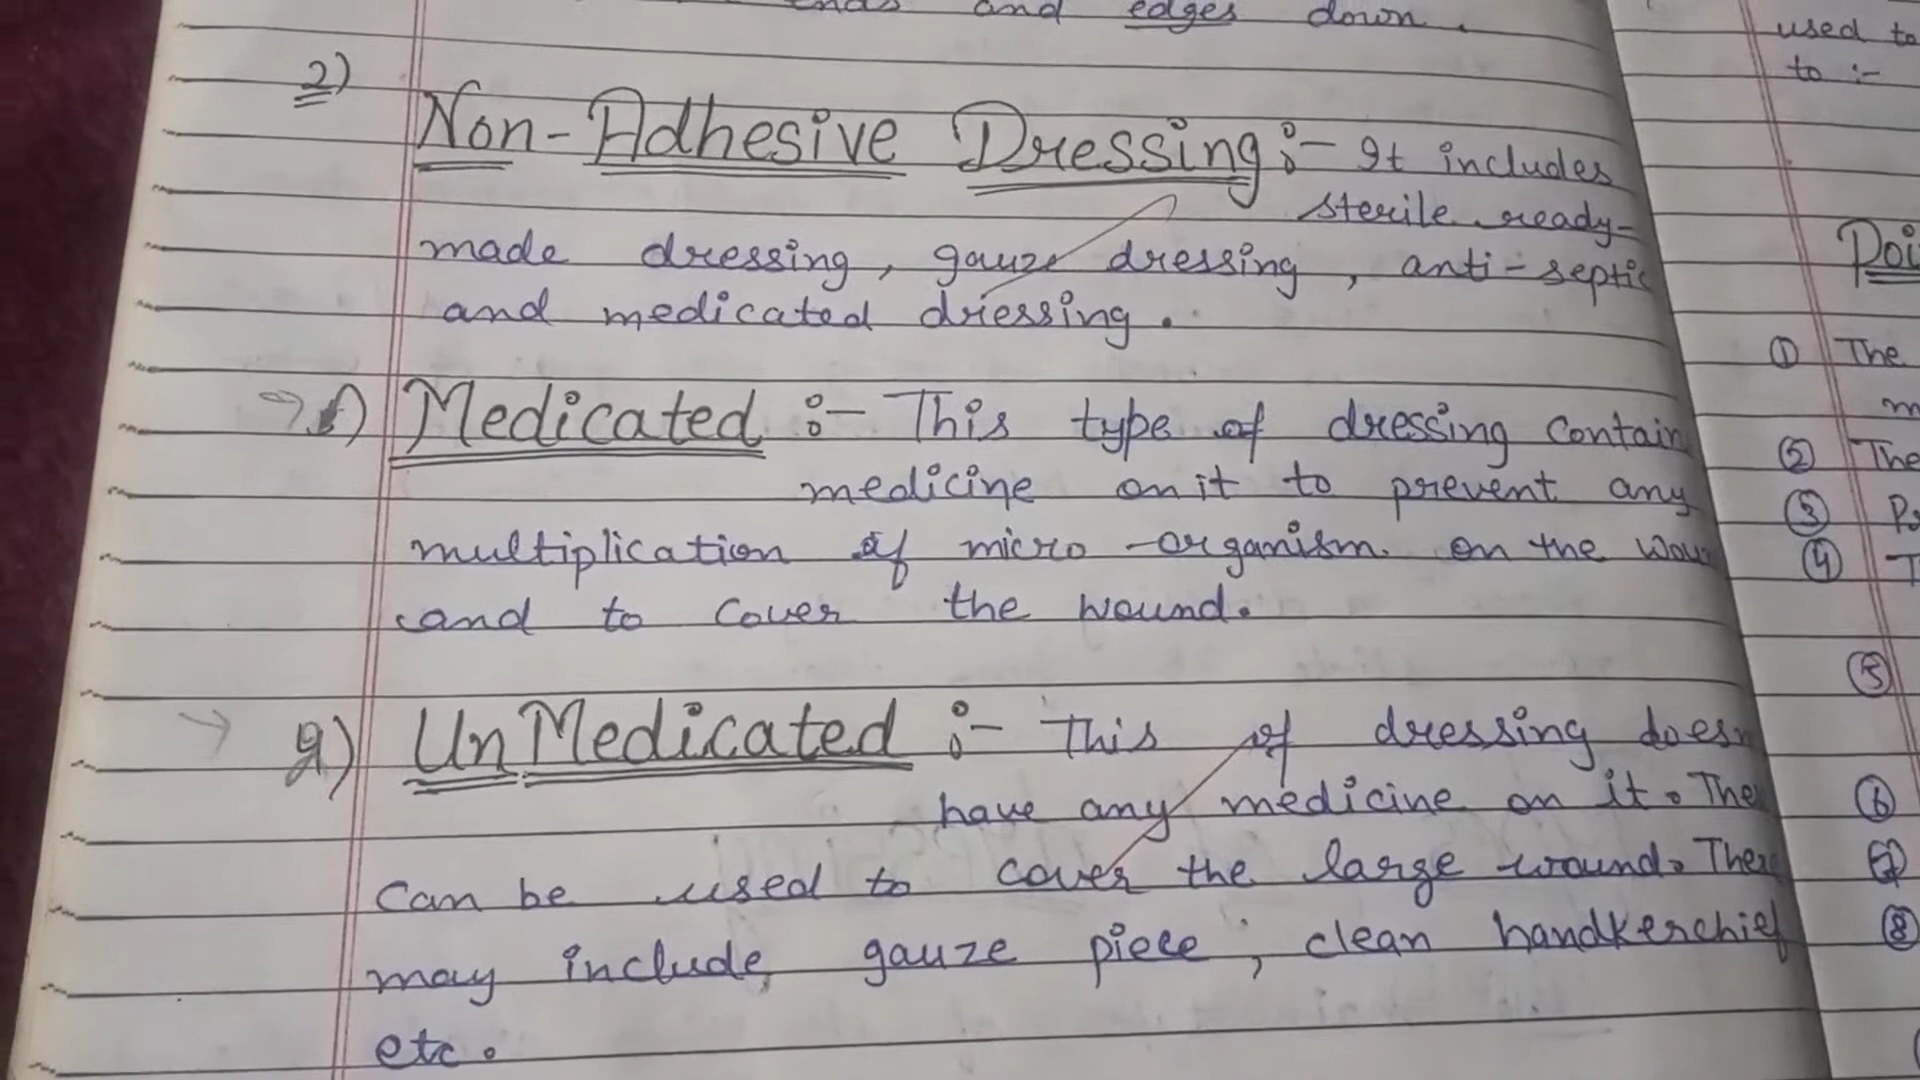 and edges down.
2)
Non-Adhesive Dressing :- It includes
sterile ready-
made dressing, gauze dressing, anti-septic
and medicated dressing.
1) Medicated :- This type of dressing contain
medicine on it to prevent any
multiplication of micro-organism. on the wou
and to cover the wound.
2) UnMedicated :- This of dressing does
have any medicine on it. The
can be used to cover the large wound. There
may include, gauze piece, clean handkerchief
etc.
used to
to :-
Poi
① The
m
② The
③
④ T
⑤
⑥
⑦
⑧